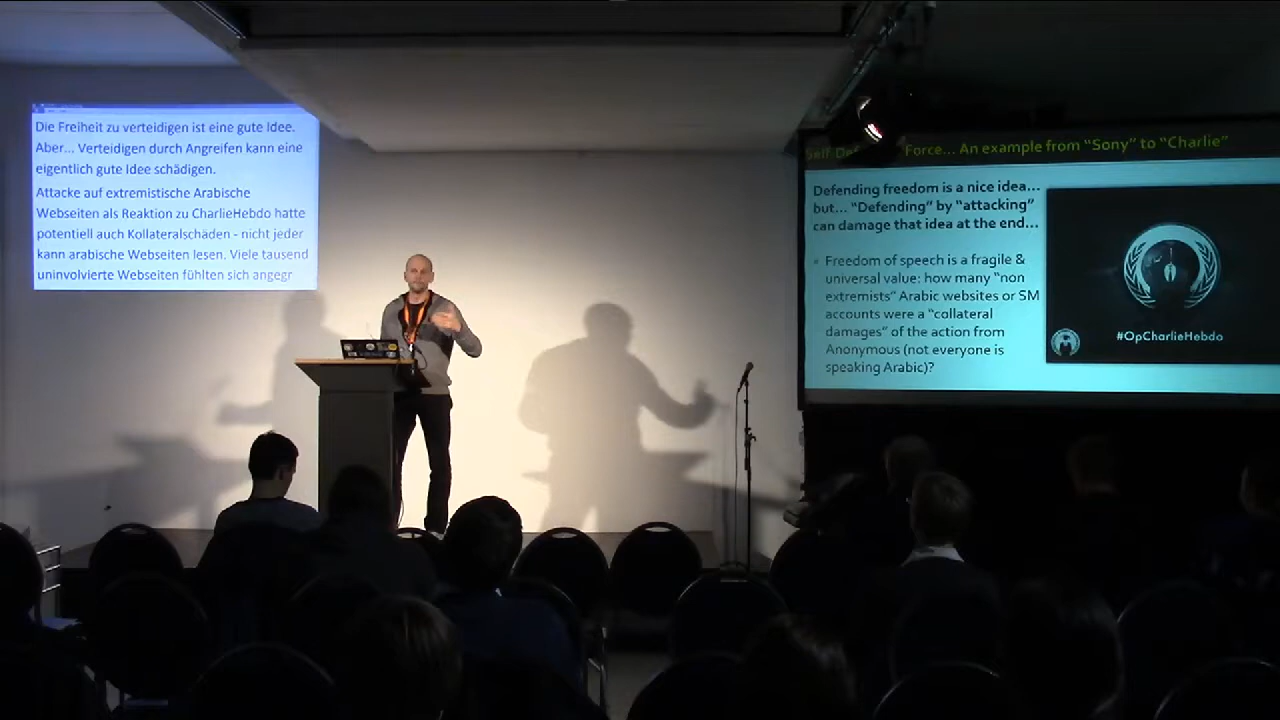 Die Freiheit zu verteidigen ist eine gute Idee.
Aber... Verteidigen durch Angreifen kann eine
eigentlich gute Idee schädigen.
Attacke auf extremistische Arabische
Webseiten als Reaktion zu CharlieHebdo hatte
potentiell auch Kollateralschäden - nicht jeder
kann arabische Webseiten lesen. Viele tausend
uninvolvierte Webseiten fühlten sich angegr
Force... An example from "Sony" to "Charlie"
Defending freedom is a nice idea...
but... "Defending" by "attacking"
can damage that idea at the end...
Freedom of speech is a fragile &
universal value: how many "non
extremists" Arabic websites or SM
accounts were a "collateral
damages" of the action from
Anonymous (not everyone is
speaking Arabic)?
#OpCharlieHebdo